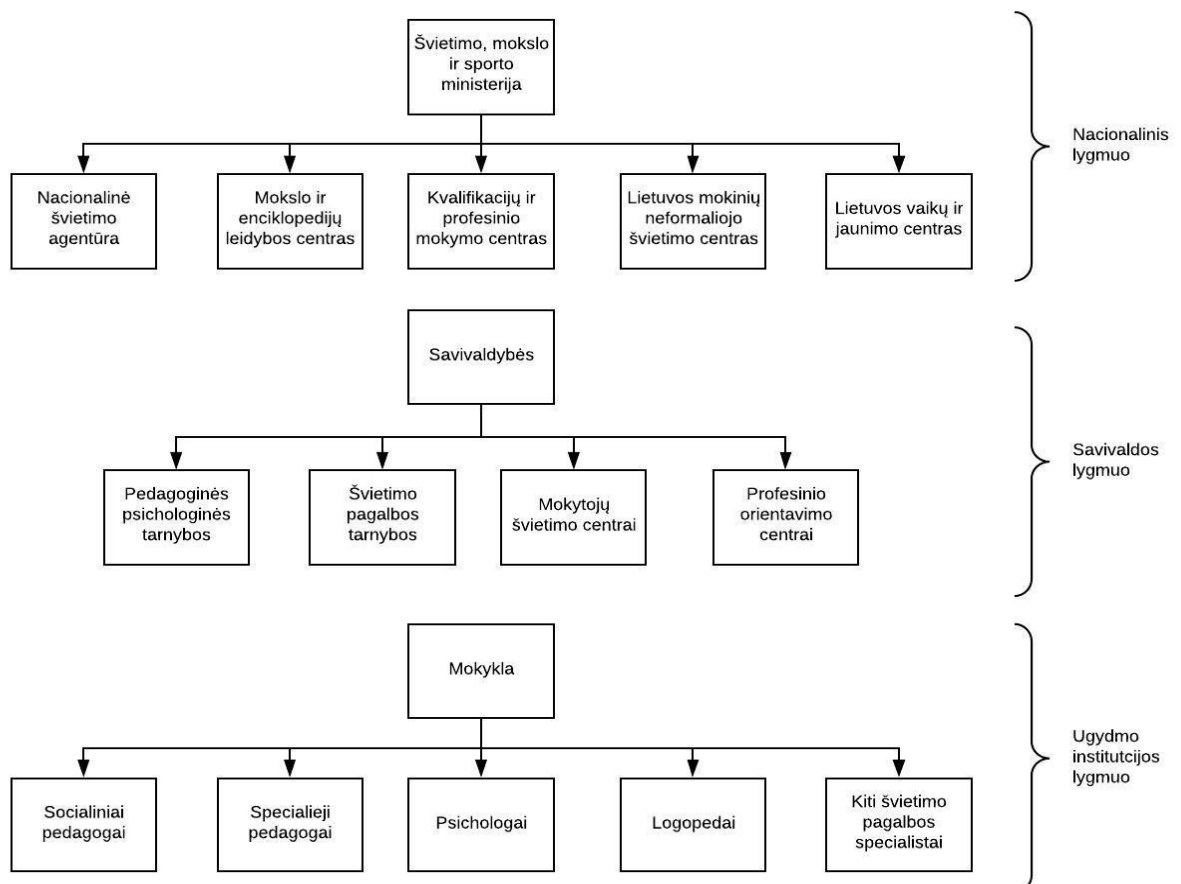 Švietimo, mokslo
ir sporto
ministerija
Nacionalinis
lygmuo
Nacionalinė
švietimo
agentūra
Mokslo ir
enciklopedijų
leidybos centras
Kvalifikacijų ir
profesinio
mokymo centras
Lietuvos mokinių
neformaliojo
švietimo centras
Lietuvos vaikų ir
jaunimo centras
Savivaldybės
Savivaldos
lygmuo
Pedagoginės
psichologinės
tarnybos
Švietimo
pagalbos
tarnybos
Mokytojų
švietimo centrai
Profesinio
orientavimo
centrai
Mokykla
Ugydmo
institutcijos
lygmuo
Socialiniai
pedagogai
Specialieji
pedagogai
Psichologai
Logopedai
Kiti švietimo
pagalbos
specialistai